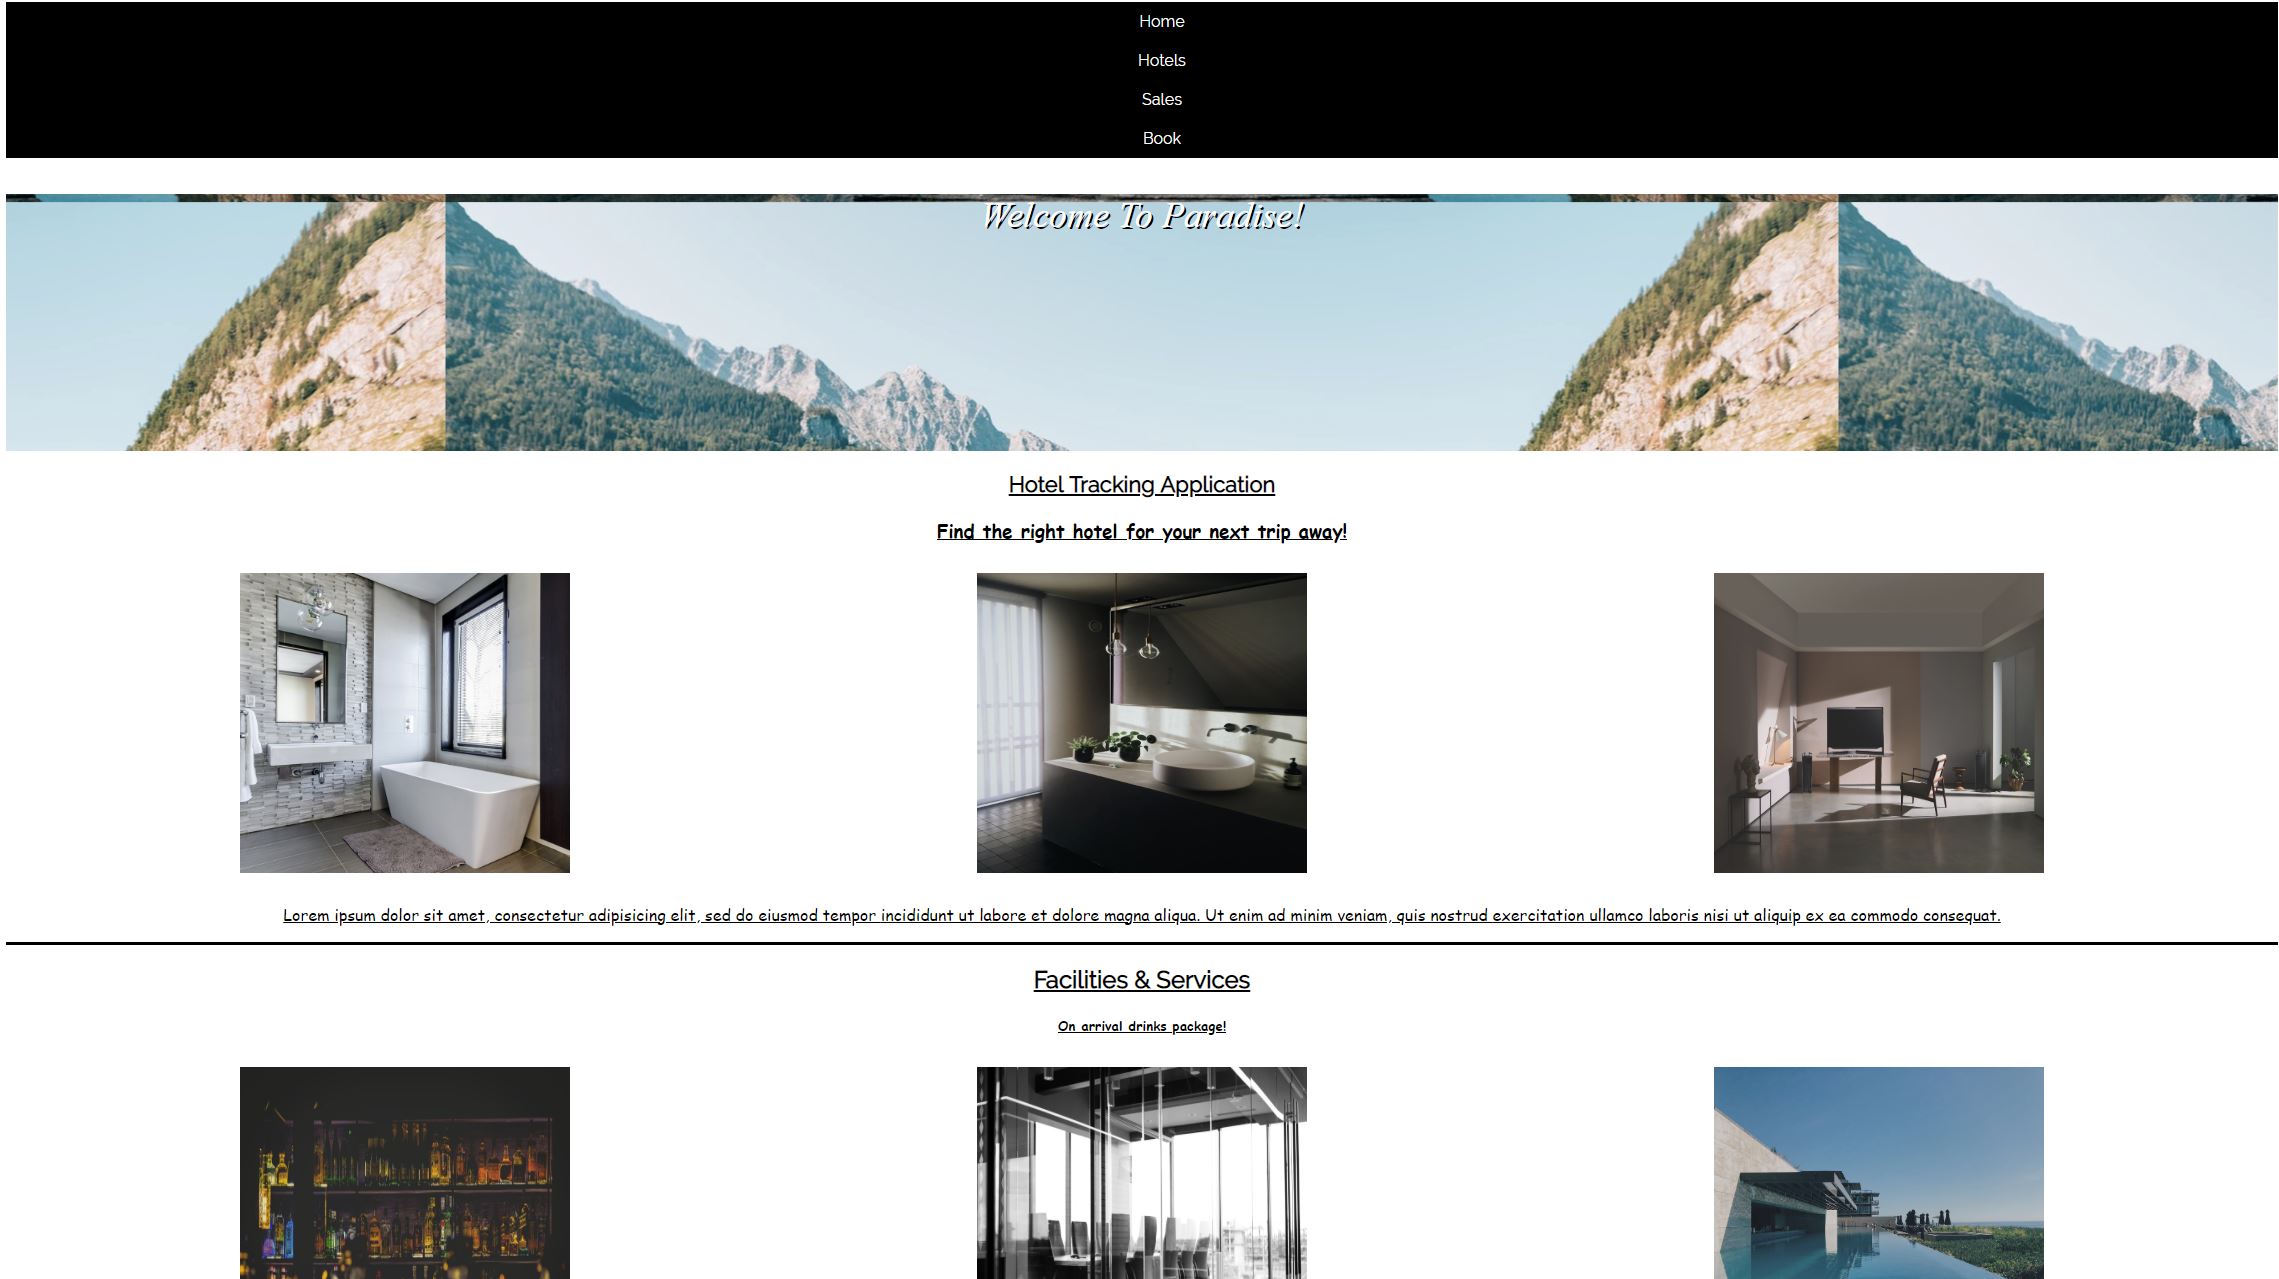 Home
Hotels
Sales
Book
Welcome To Paradise!
Hotel Tracking Application
Find the right hotel for your next trip away!
Lorem ipsum dolor sit amet, consectetur adipisicing elit, sed do eiusmod tempor incididunt ut labore et dolore magna aliqua. Ut enim ad minim veniam, quis nostrud exercitation ullamco laboris nisi ut aliquip ex ea commodo consequat.
Facilities & Services
On arrival drinks package!